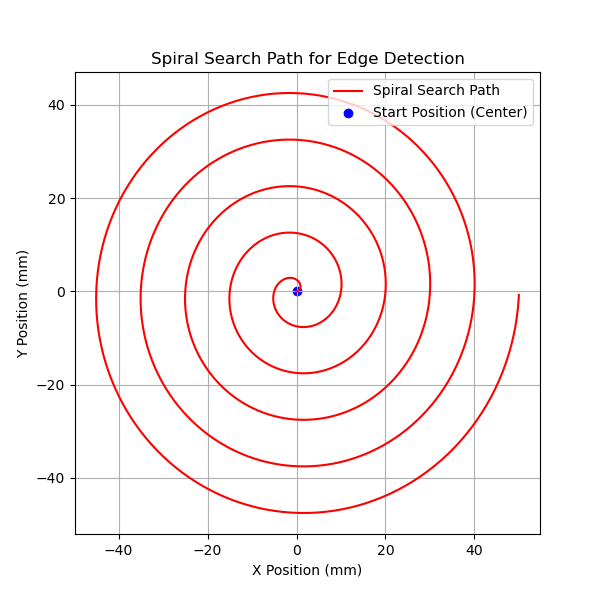 Spiral Search Path for Edge Detection
Spiral Search Path
Start Position (Center)
40
20
0
−20
−40
Y Position (mm)
−40 −20 0 20 40
X Position (mm)